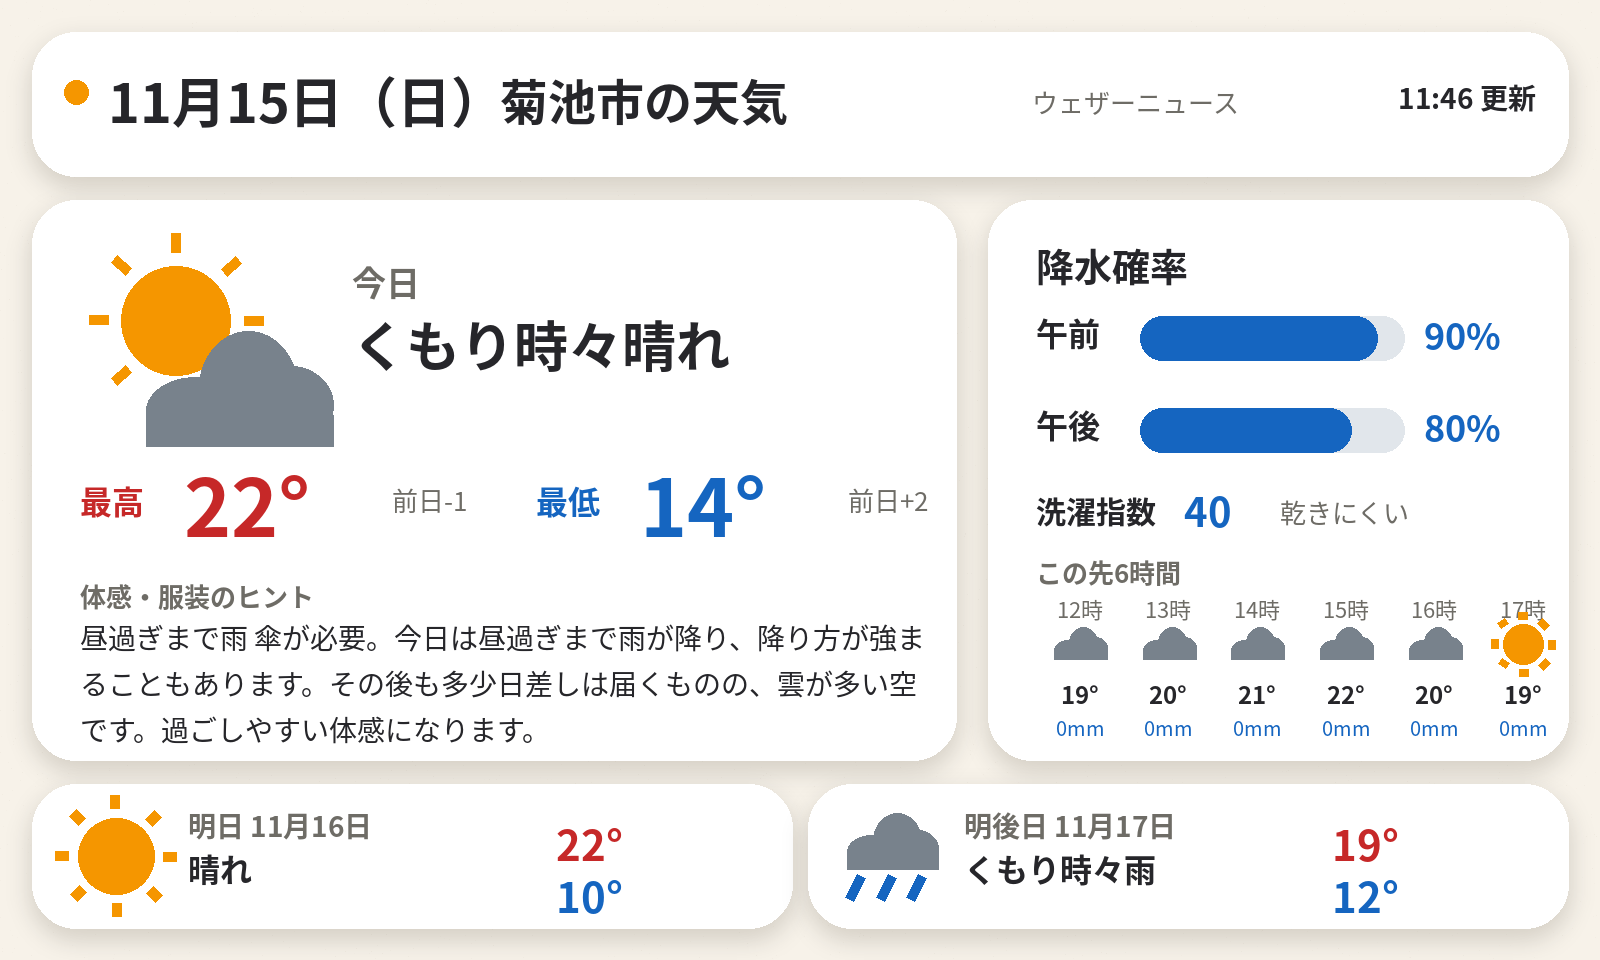 11月15日（日）菊池市の天気
ウェザーニュース
11:46 更新
今日
くもり時々晴れ
最高 22° 前日-1 最低 14° 前日+2
体感・服装のヒント
昼過ぎまで雨 傘が必要。今日は昼過ぎまで雨が降り、降り方が強ま
ることもあります。その後も多少日差しは届くものの、雲が多い空
です。過ごしやすい体感になります。
降水確率
午前 90%
午後 80%
洗濯指数 40 乾きにくい
この先6時間
12時 13時 14時 15時 16時 17時
19° 20° 21° 22° 20° 19°
0mm 0mm 0mm 0mm 0mm 0mm
明日 11月16日
晴れ
22°
10°
明後日 11月17日
くもり時々雨
19°
12°